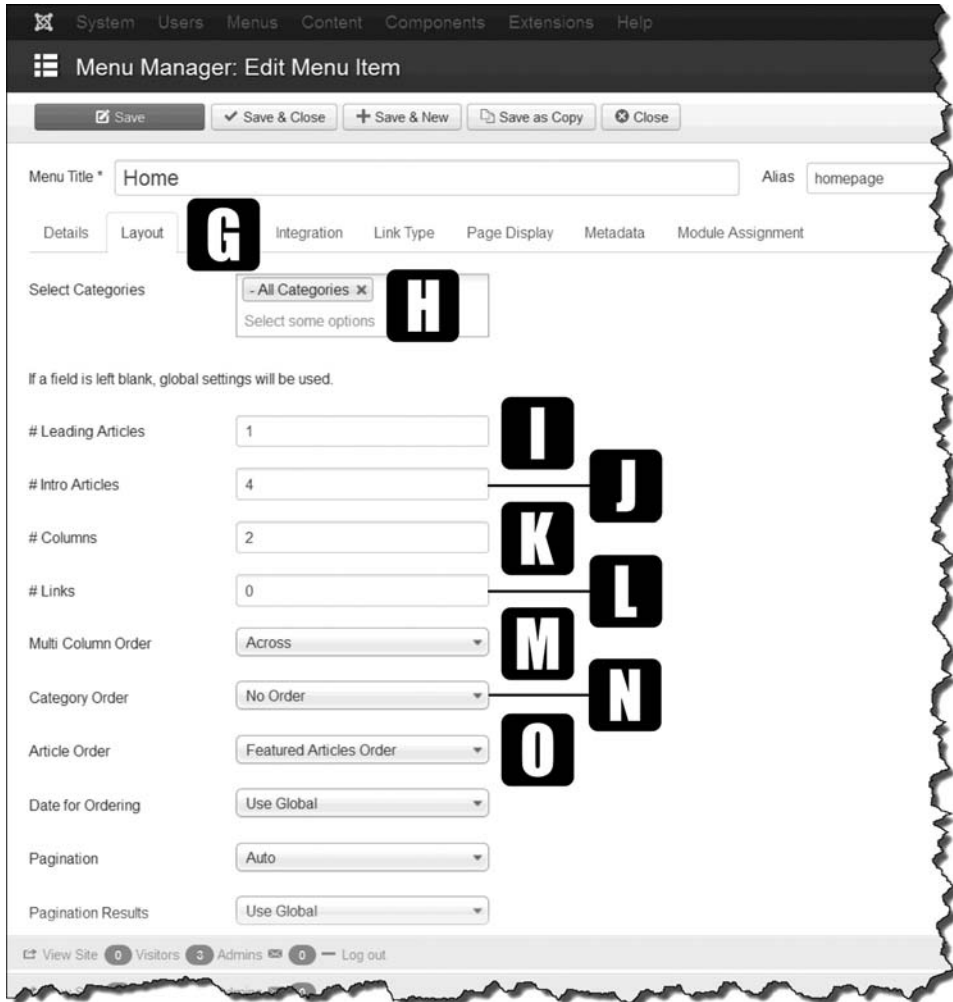 System Users Menus Content Components Extensions Help
Menu Manager: Edit Menu Item
Save Save & Close Save & New Save as Copy Close
Menu Title * Home Alias homepage
Details Layout G Integration Link Type Page Display Metadata Module Assignment
Select Categories - All Categories × H
Select some options
If a field is left blank, global settings will be used.
# Leading Articles 1 I
# Intro Articles 4 J
# Columns 2 K
# Links 0 L
Multi Column Order Across M
Category Order No Order N
Article Order Featured Articles Order O
Date for Ordering Use Global
Pagination Auto
Pagination Results Use Global
View Site 0 Visitors 3 Admins 0 Log out